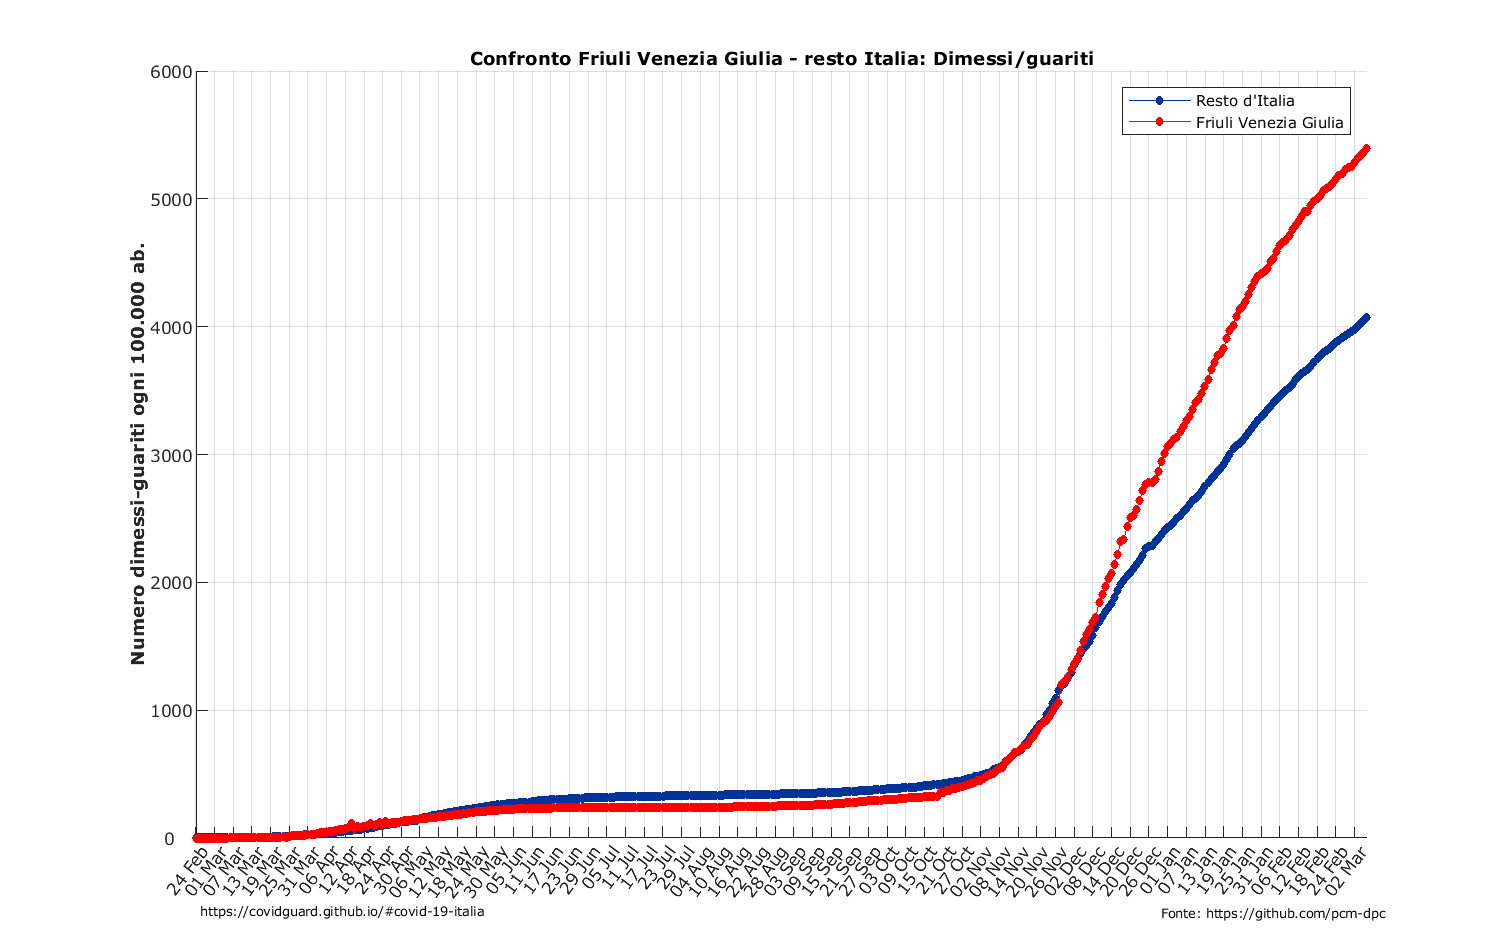 Confronto Friuli Venezia Giulia - resto Italia: Dimessi/guariti
6000
5000
4000
3000
2000
1000
0
Numero dimessi-guariti ogni 100.000 ab.
Resto d'Italia
Friuli Venezia Giulia
24 Feb
01 Mar
07 Mar
13 Mar
19 Mar
25 Mar
31 Mar
06 Apr
12 Apr
18 Apr
24 Apr
30 Apr
06 May
12 May
18 May
24 May
30 May
05 Jun
11 Jun
17 Jun
23 Jun
29 Jun
05 Jul
11 Jul
17 Jul
23 Jul
29 Jul
04 Aug
10 Aug
16 Aug
22 Aug
28 Aug
03 Sep
09 Sep
15 Sep
21 Sep
27 Sep
03 Oct
09 Oct
15 Oct
21 Oct
27 Oct
02 Nov
08 Nov
14 Nov
20 Nov
26 Nov
02 Dec
08 Dec
14 Dec
20 Dec
26 Dec
01 Jan
07 Jan
13 Jan
19 Jan
25 Jan
31 Jan
06 Feb
12 Feb
18 Feb
24 Feb
02 Mar
https://covidguard.github.io/#covid-19-italia
Fonte: https://github.com/pcm-dpc